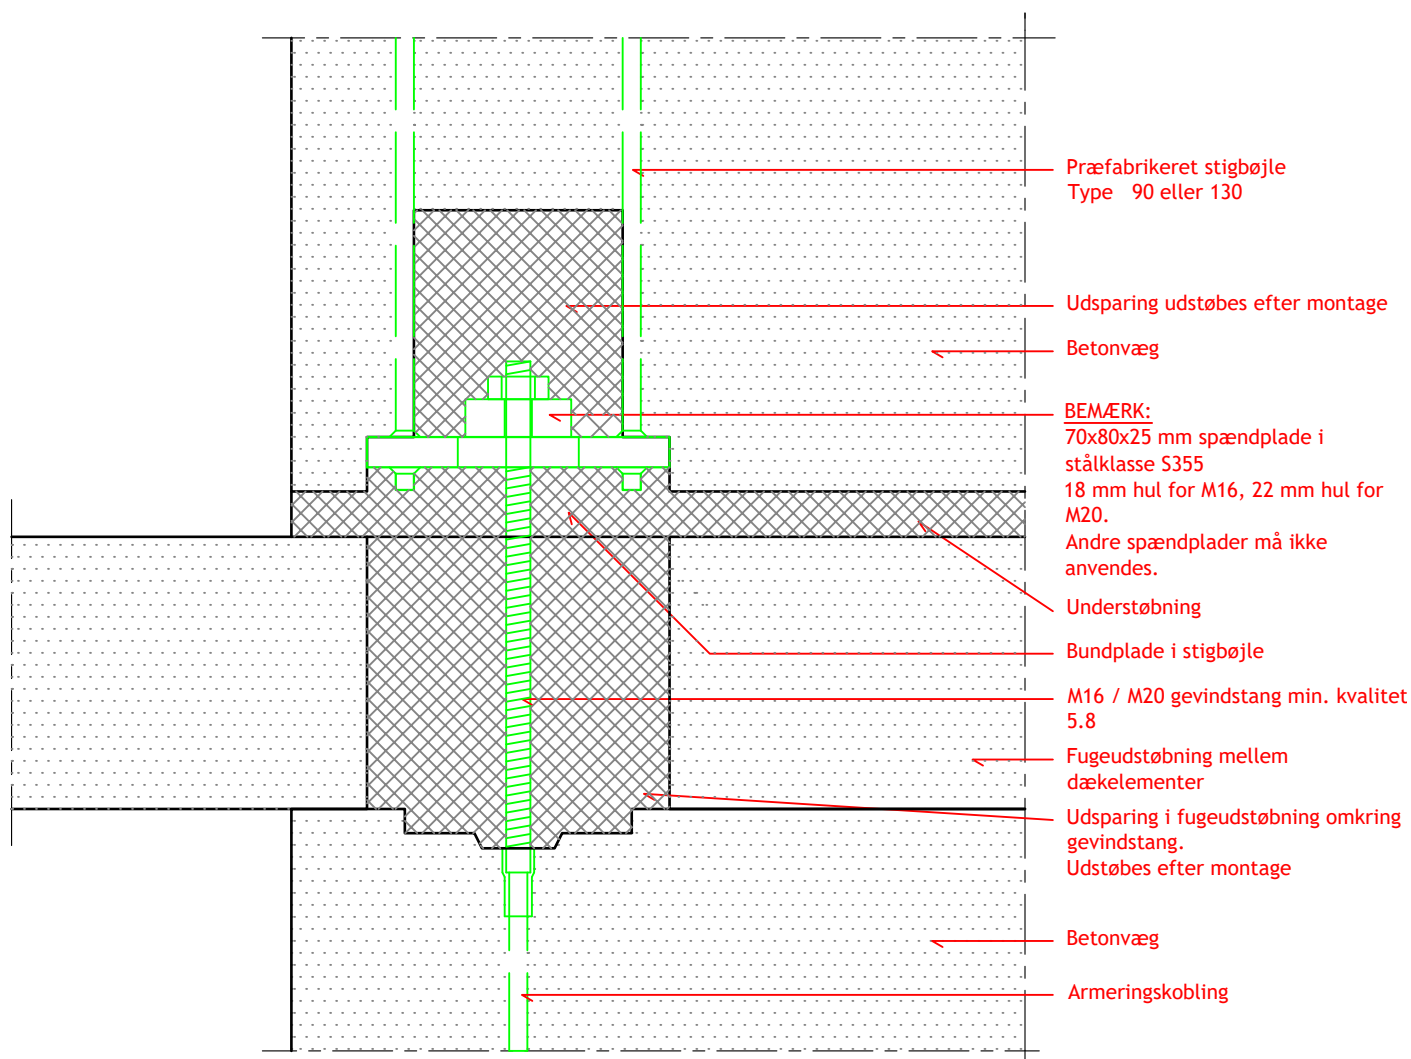 Præfabrikeret stigbøjle
Type 90 eller 130
Udsparing udstøbes efter montage
Betonvæg
BEMÆRK:
70x80x25 mm spændplade i
stålklasse S355
18 mm hul for M16, 22 mm hul for
M20.
Andre spændplader må ikke
anvendes.
Understøbning
Bundplade i stigbøjle
M16 / M20 gevindstang min. kvalitet
5.8
Fugeudstøbning mellem
dækelementer
Udsparing i fugeudstøbning omkring
gevindstang.
Udstøbes efter montage
Betonvæg
Armeringskobling